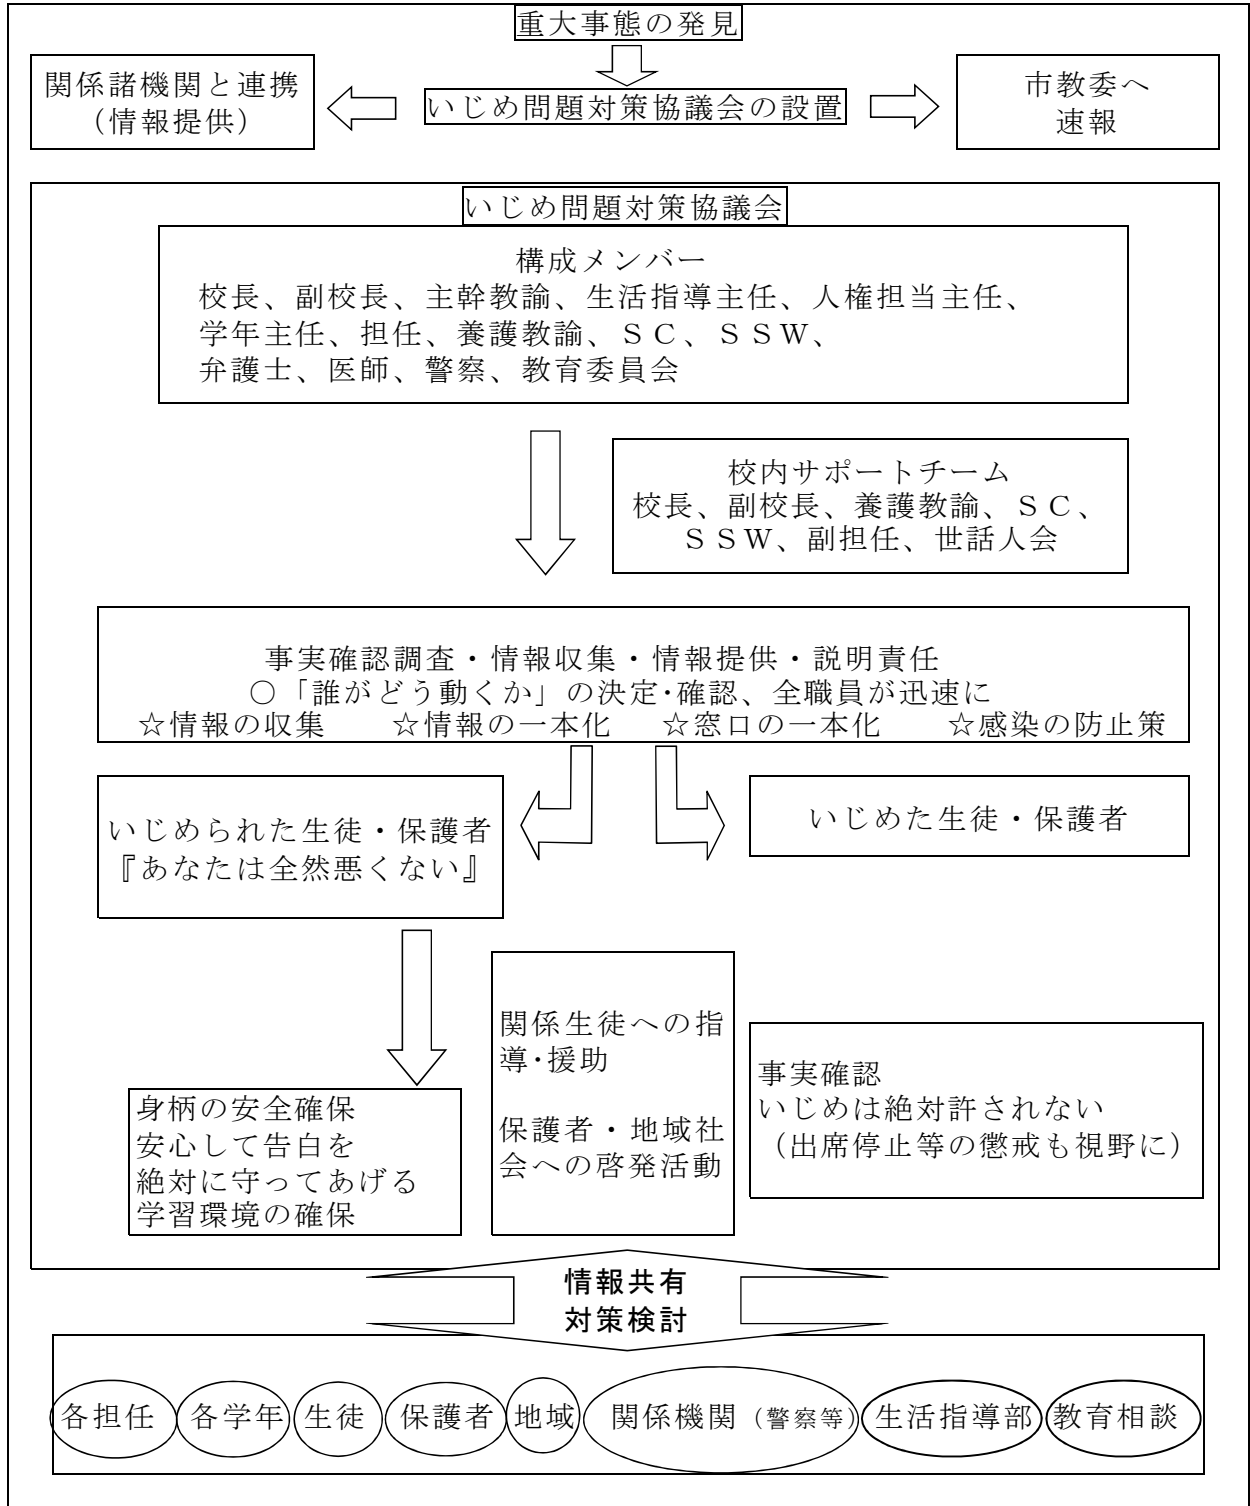 重大事態の発見
関係諸機関と連携
（情報提供）
いじめ問題対策協議会の設置
市教委へ
速報
いじめ問題対策協議会
構成メンバー
校長、副校長、主幹教諭、生活指導主任、人権担当主任、
学年主任、担任、養護教諭、ＳＣ、ＳＳＷ、
弁護士、医師、警察、教育委員会
校内サポートチーム
校長、副校長、養護教諭、ＳＣ、
ＳＳＷ、副担任、世話人会
事実確認調査・情報収集・情報提供・説明責任
○「誰がどう動くか」の決定･確認、全職員が迅速に
☆情報の収集　　☆情報の一本化　　☆窓口の一本化　　☆感染の防止策
いじめられた生徒・保護者
『あなたは全然悪くない』
いじめた生徒・保護者
身柄の安全確保
安心して告白を
絶対に守ってあげる
学習環境の確保
関係生徒への指
導･援助
保護者・地域社
会への啓発活動
事実確認
いじめは絶対許されない
（出席停止等の懲戒も視野に）
情報共有
対策検討
各担任　各学年　生徒　保護者　地域　関係機関（警察等）　生活指導部　教育相談